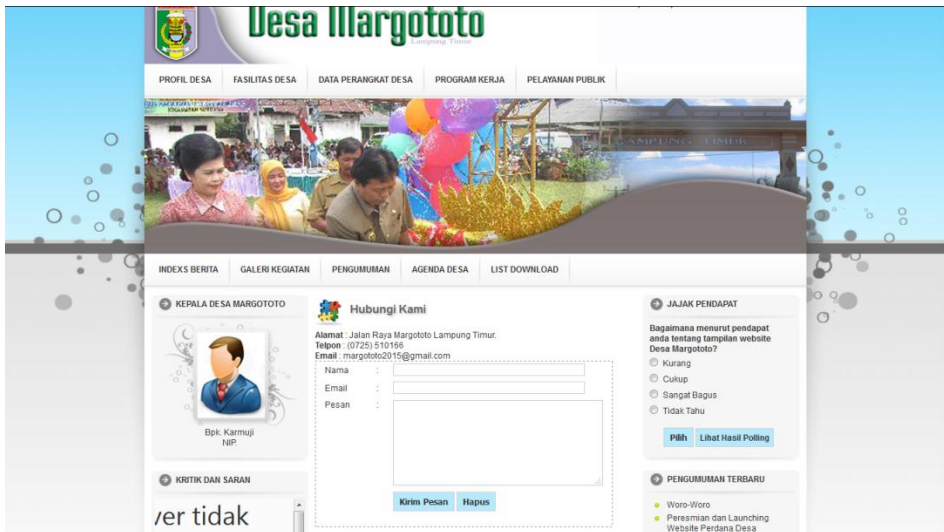 Desa Margototo
Lampung Timur
PROFIL DESA FASILITAS DESA DATA PERANGKAT DESA PROGRAM KERJA PELAYANAN PUBLIK
LAMPUNG TIMUR
INDEXS BERITA GALERI KEGIATAN PENGUMUMAN AGENDA DESA LIST DOWNLOAD
KEPALA DESA MARGOTOTO
Bpk. Karmuji
NIP.
KRITIK DAN SARAN
ver tidak
Hubungi Kami
Alamat : Jalan Raya Margototo Lampung Timur.
Telpon : (0725) 510166
Email : margototo2015@gmail.com
Nama :
Email :
Pesan :
Kirim Pesan Hapus
JAJAK PENDAPAT
Bagaimana menurut pendapat
anda tentang tampilan website
Desa Margototo?
Kurang
Cukup
Sangat Bagus
Tidak Tahu
Pilih Lihat Hasil Polling
PENGUMUMAN TERBARU
Woro-Woro
Peresmian dan Launching
Website Perdana Desa